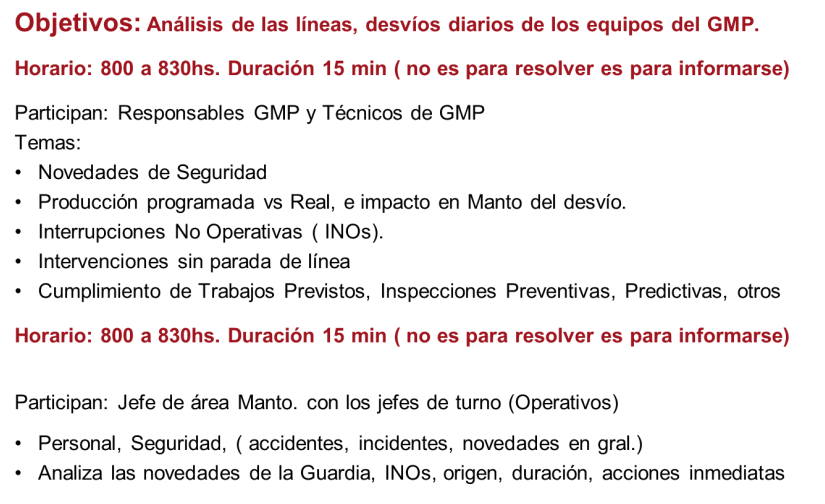 Objetivos: Análisis de las líneas, desvíos diarios de los equipos del GMP.
Horario: 800 a 830hs. Duración 15 min ( no es para resolver es para informarse)
Participan: Responsables GMP y Técnicos de GMP
Temas:
• Novedades de Seguridad
• Producción programada vs Real, e impacto en Manto del desvío.
• Interrupciones No Operativas ( INOs).
• Intervenciones sin parada de línea
• Cumplimiento de Trabajos Previstos, Inspecciones Preventivas, Predictivas, otros
Horario: 800 a 830hs. Duración 15 min ( no es para resolver es para informarse)
Participan: Jefe de área Manto. con los jefes de turno (Operativos)
• Personal, Seguridad, ( accidentes, incidentes, novedades en gral.)
• Analiza las novedades de la Guardia, INOs, origen, duración, acciones inmediatas